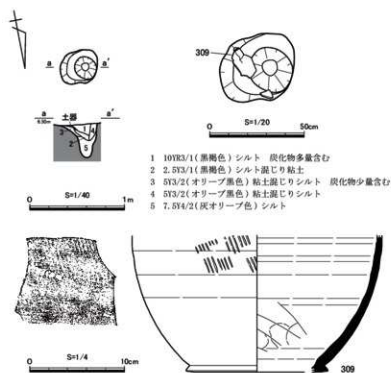 309
a a'
a 土器 a'
8.50m
3 4
2 5
S=1/20
0 50cm
1 10YR3/1(黒褐色)シルト 炭化物多量含む
2 2.5Y3/1(黒褐色)シルト混じり粘土
3 5Y3/2(オリーブ黒色)粘土混じりシルト 炭化物少量含む
4 5Y3/2(オリーブ黒色)粘土混じりシルト
5 7.5Y4/2(灰オリーブ色)シルト
S=1/40
0 1m
S=1/4
0 10cm
309